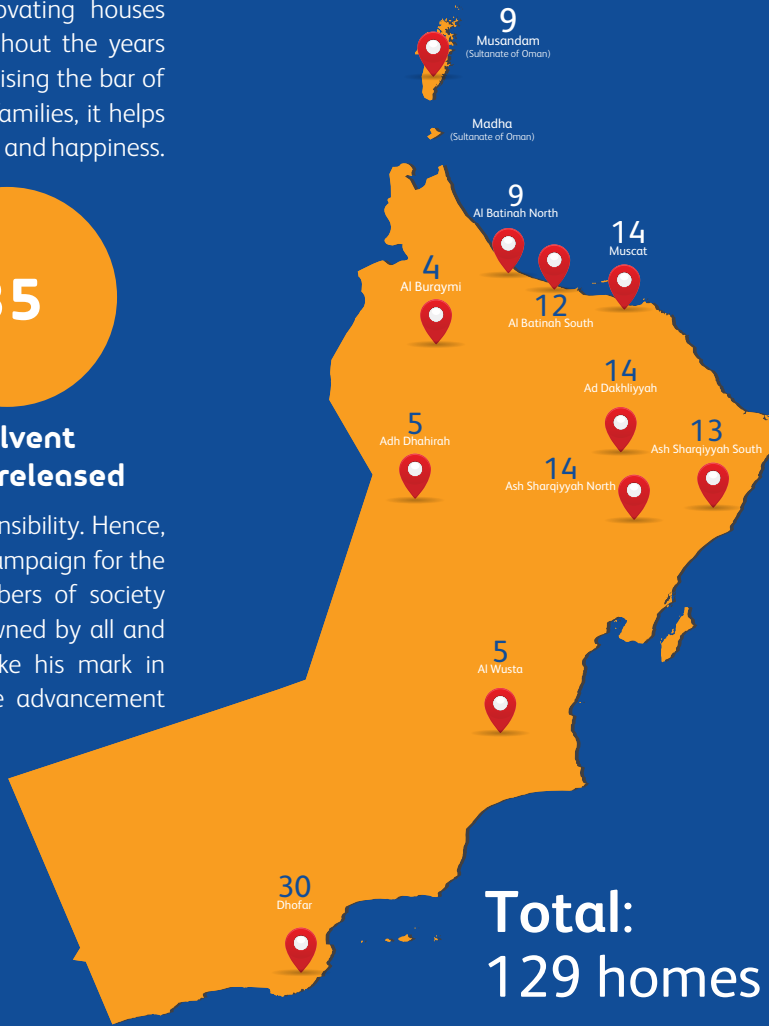 houses
hout the years
ising the bar of
amilies, it helps
and happiness.
5
lvent
released
nsibility. Hence,
ampaign for the
bers of society
wned by all and
ke his mark in
e advancement
9
Musandam
(Sultanate of Oman)
Madha
(Sultanate of Oman)
9
Al Batinah North
14
Muscat
4
Al Buraymi
12
Al Batinah South
14
Ad Dakhliyyah
5
Adh Dhahirah
13
Ash Sharqiyyah South
14
Ash Sharqiyyah North
5
Al Wusta
30
Dhofar
Total:
129 homes